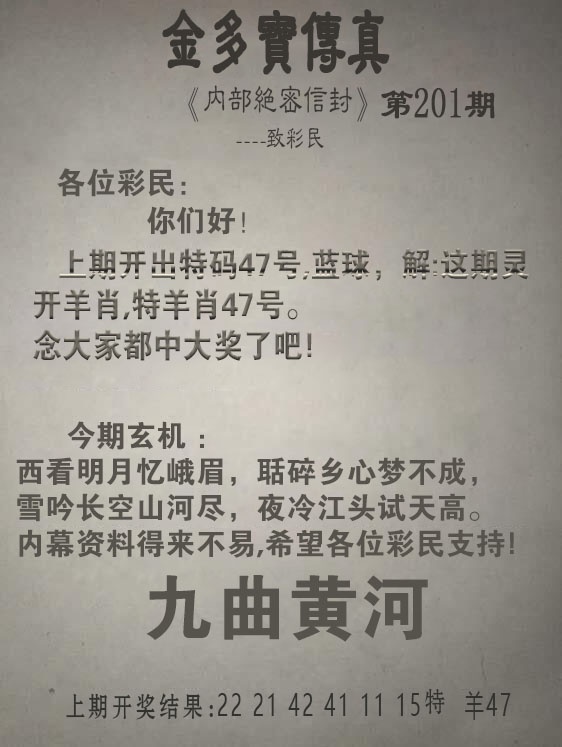 金多寶傳真
《内部絶宻信封》第201期
----致彩民
各位彩民：
你们好！
上期开出特码47号,蓝球，解:这期灵
开羊肖,特羊肖47号。
念大家都中大奖了吧!
今期玄机：
西看明月忆峨眉，聒碎乡心梦不成，
雪吟长空山河尽，夜冷江头试天高。
内幕资料得来不易,希望各位彩民支持!
九曲黄河
上期开奖结果:22 21 42 41 11 15特 羊47